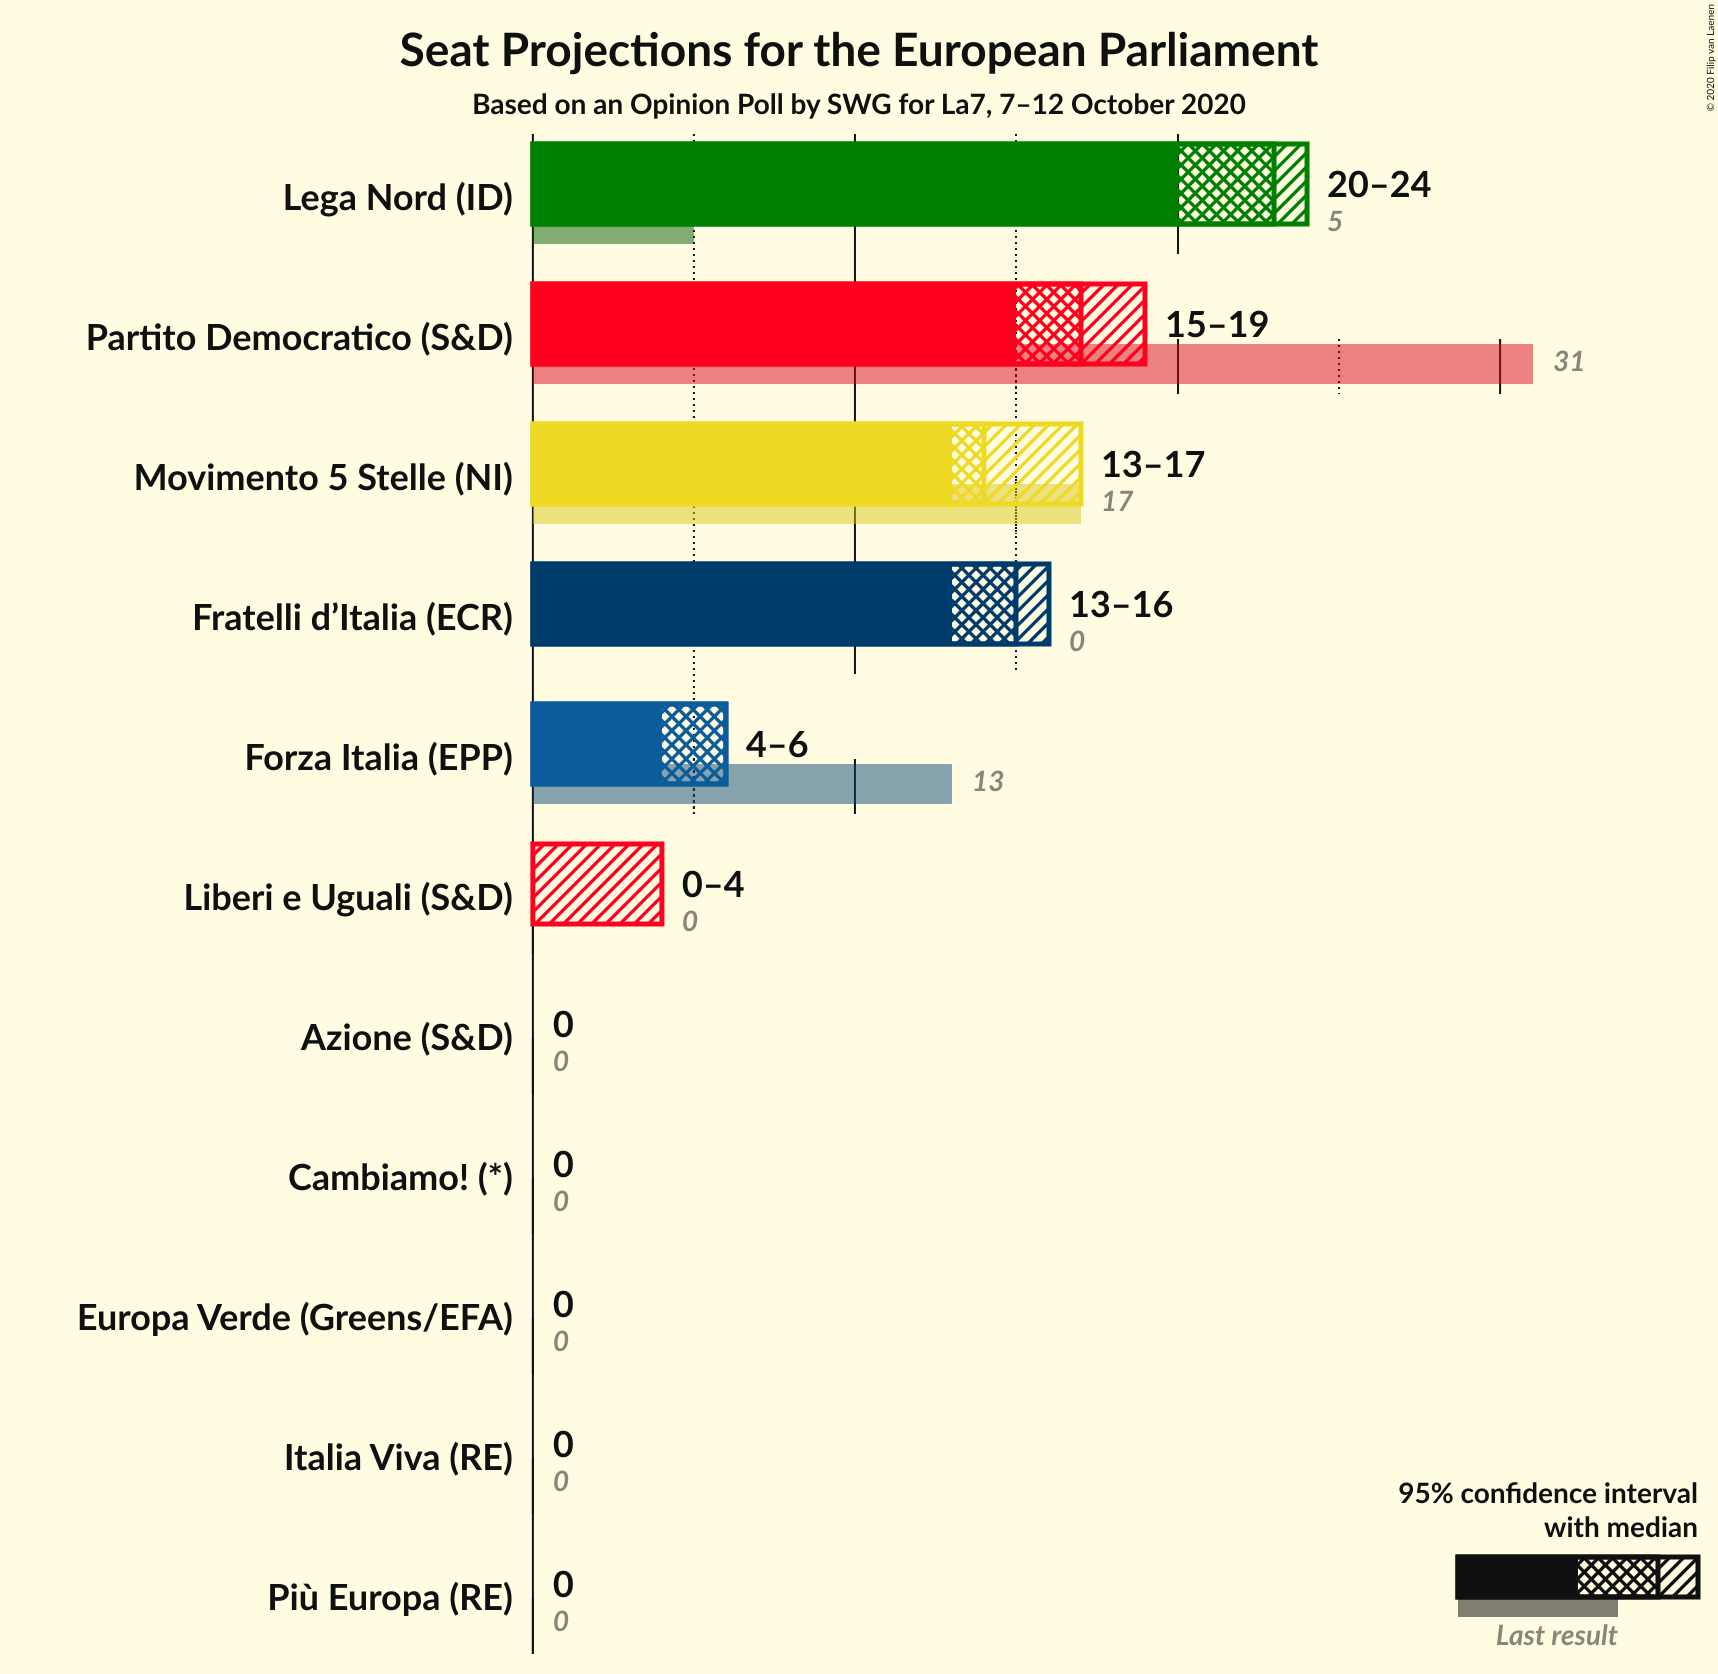 Seat Projections for the European Parliament
Based on an Opinion Poll by SWG for La7, 7–12 October 2020
© 2020 Filip van Laenen
Lega Nord (ID)
20–24
5
Partito Democratico (S&D)
15–19
31
Movimento 5 Stelle (NI)
13–17
17
Fratelli d’Italia (ECR)
13–16
0
Forza Italia (EPP)
4–6
13
Liberi e Uguali (S&D)
0–4
0
Azione (S&D)
0
0
Cambiamo! (*)
0
0
Europa Verde (Greens/EFA)
0
0
Italia Viva (RE)
0
0
Più Europa (RE)
0
0
95% confidence interval
with median
Last result